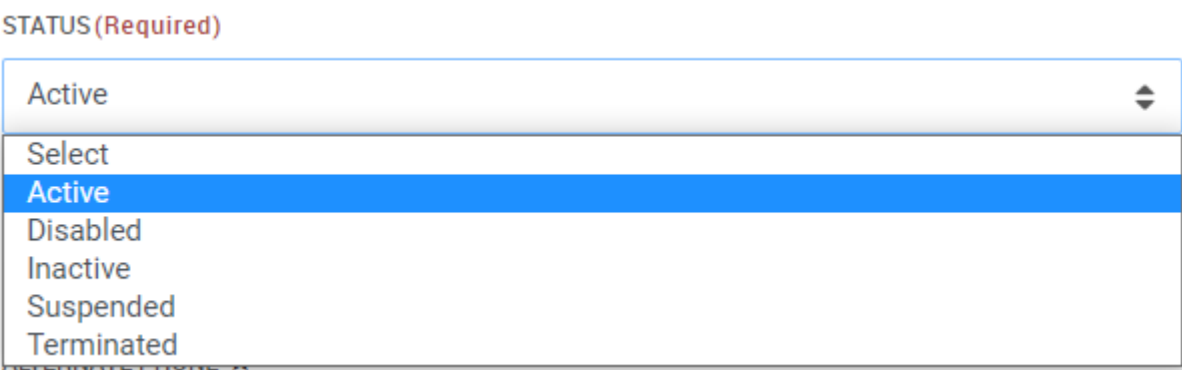 STATUS (Required)
Active
Select
Active
Disabled
Inactive
Suspended
Terminated